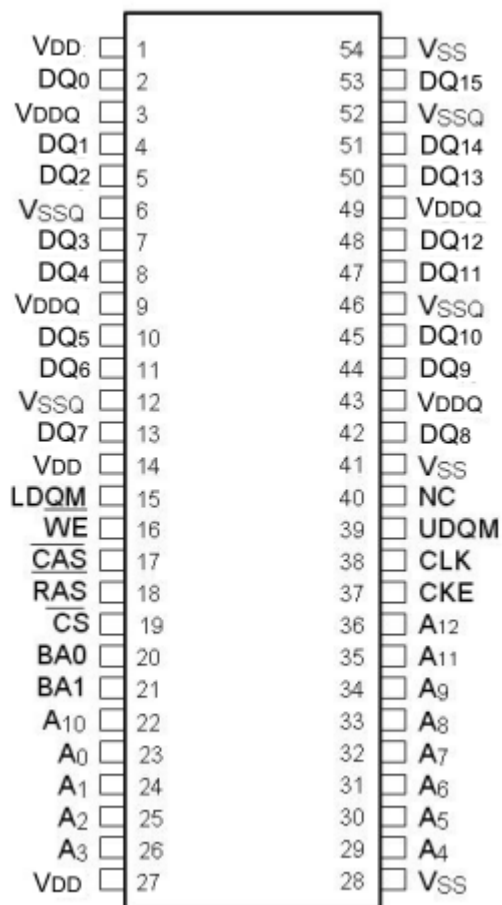 VDD 1 54 VSS
DQ0 2 53 DQ15
VDDQ 3 52 VSSQ
DQ1 4 51 DQ14
DQ2 5 50 DQ13
VSSQ 6 49 VDDQ
DQ3 7 48 DQ12
DQ4 8 47 DQ11
VDDQ 9 46 VSSQ
DQ5 10 45 DQ10
DQ6 11 44 DQ9
VSSQ 12 43 VDDQ
DQ7 13 42 DQ8
VDD 14 41 VSS
LDQM 15 40 NC
WE 16 39 UDQM
CAS 17 38 CLK
RAS 18 37 CKE
CS 19 36 A12
BA0 20 35 A11
BA1 21 34 A9
A10 22 33 A8
A0 23 32 A7
A1 24 31 A6
A2 25 30 A5
A3 26 29 A4
VDD 27 28 VSS